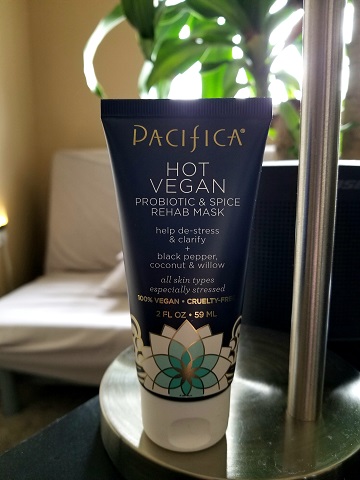 PACIFICA®
HOT
VEGAN
PROBIOTIC & SPICE
REHAB MASK
help de-stress
& clarify
+
black pepper,
coconut & willow
all skin types
especially stressed
100% VEGAN • CRUELTY-FREE
2 FL OZ • 59 ML